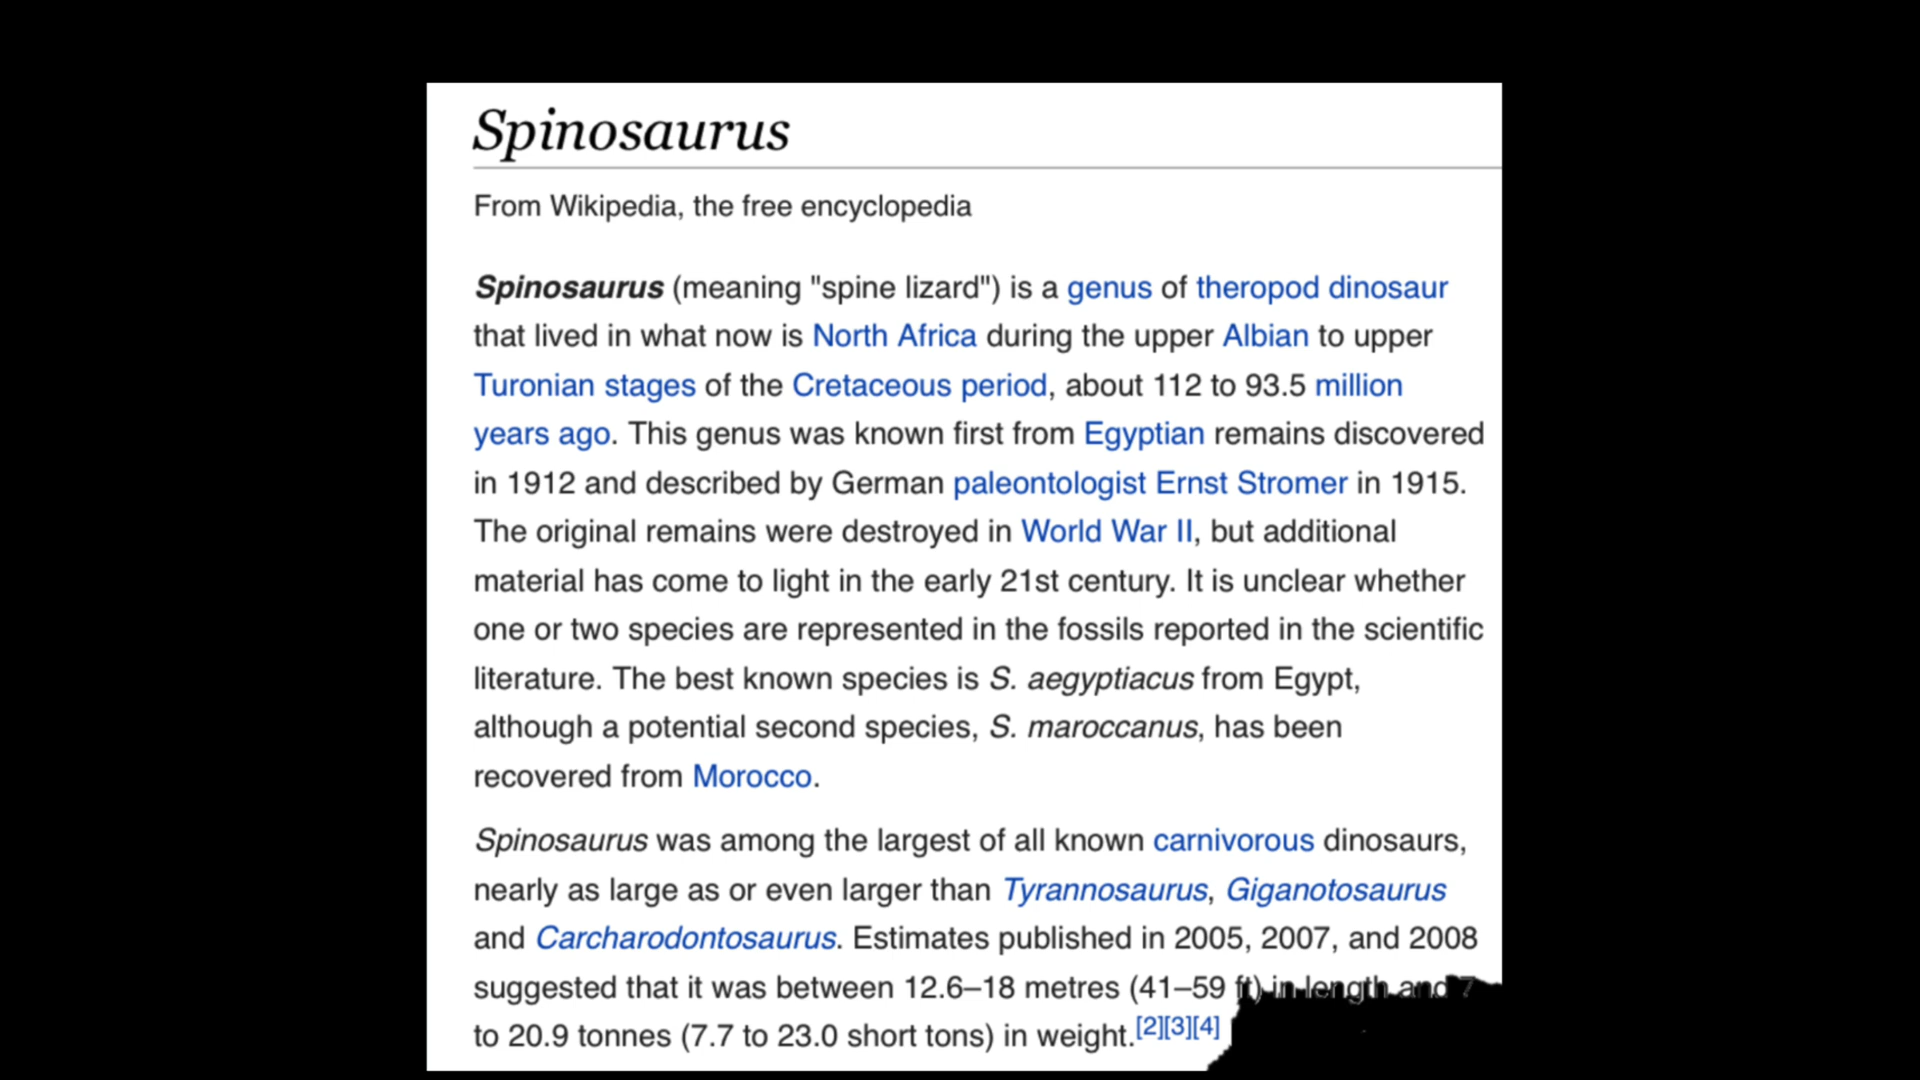 Spinosaurus
From Wikipedia, the free encyclopedia
Spinosaurus (meaning "spine lizard") is a genus of theropod dinosaur
that lived in what now is North Africa during the upper Albian to upper
Turonian stages of the Cretaceous period, about 112 to 93.5 million
years ago. This genus was known first from Egyptian remains discovered
in 1912 and described by German paleontologist Ernst Stromer in 1915.
The original remains were destroyed in World War II, but additional
material has come to light in the early 21st century. It is unclear whether
one or two species are represented in the fossils reported in the scientific
literature. The best known species is S. aegyptiacus from Egypt,
although a potential second species, S. maroccanus, has been
recovered from Morocco.
Spinosaurus was among the largest of all known carnivorous dinosaurs,
nearly as large as or even larger than Tyrannosaurus, Giganotosaurus
and Carcharodontosaurus. Estimates published in 2005, 2007, and 2008
suggested that it was between 12.6–18 metres (41–59 ft) in length and 7
to 20.9 tonnes (7.7 to 23.0 short tons) in weight.[2][3][4]